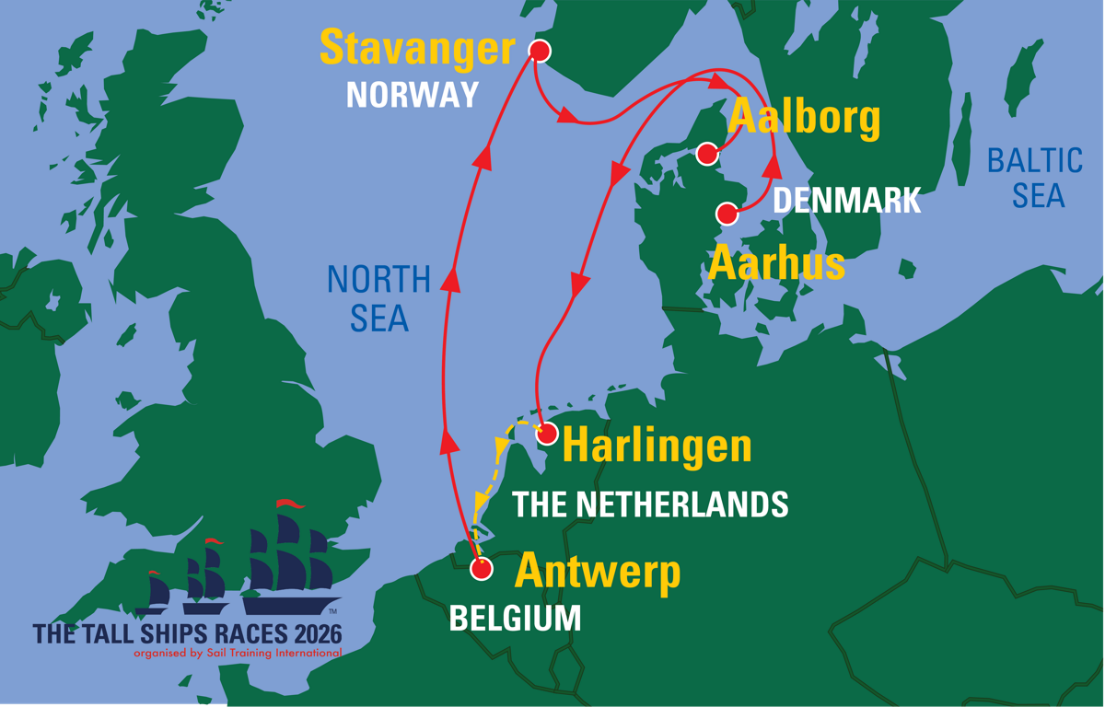 Stavanger
NORWAY
Aalborg
BALTIC
SEA
DENMARK
Aarhus
NORTH
SEA
Harlingen
THE NETHERLANDS
Antwerp
BELGIUM
TM
THE TALL SHIPS RACES 2026
organised by Sail Training International